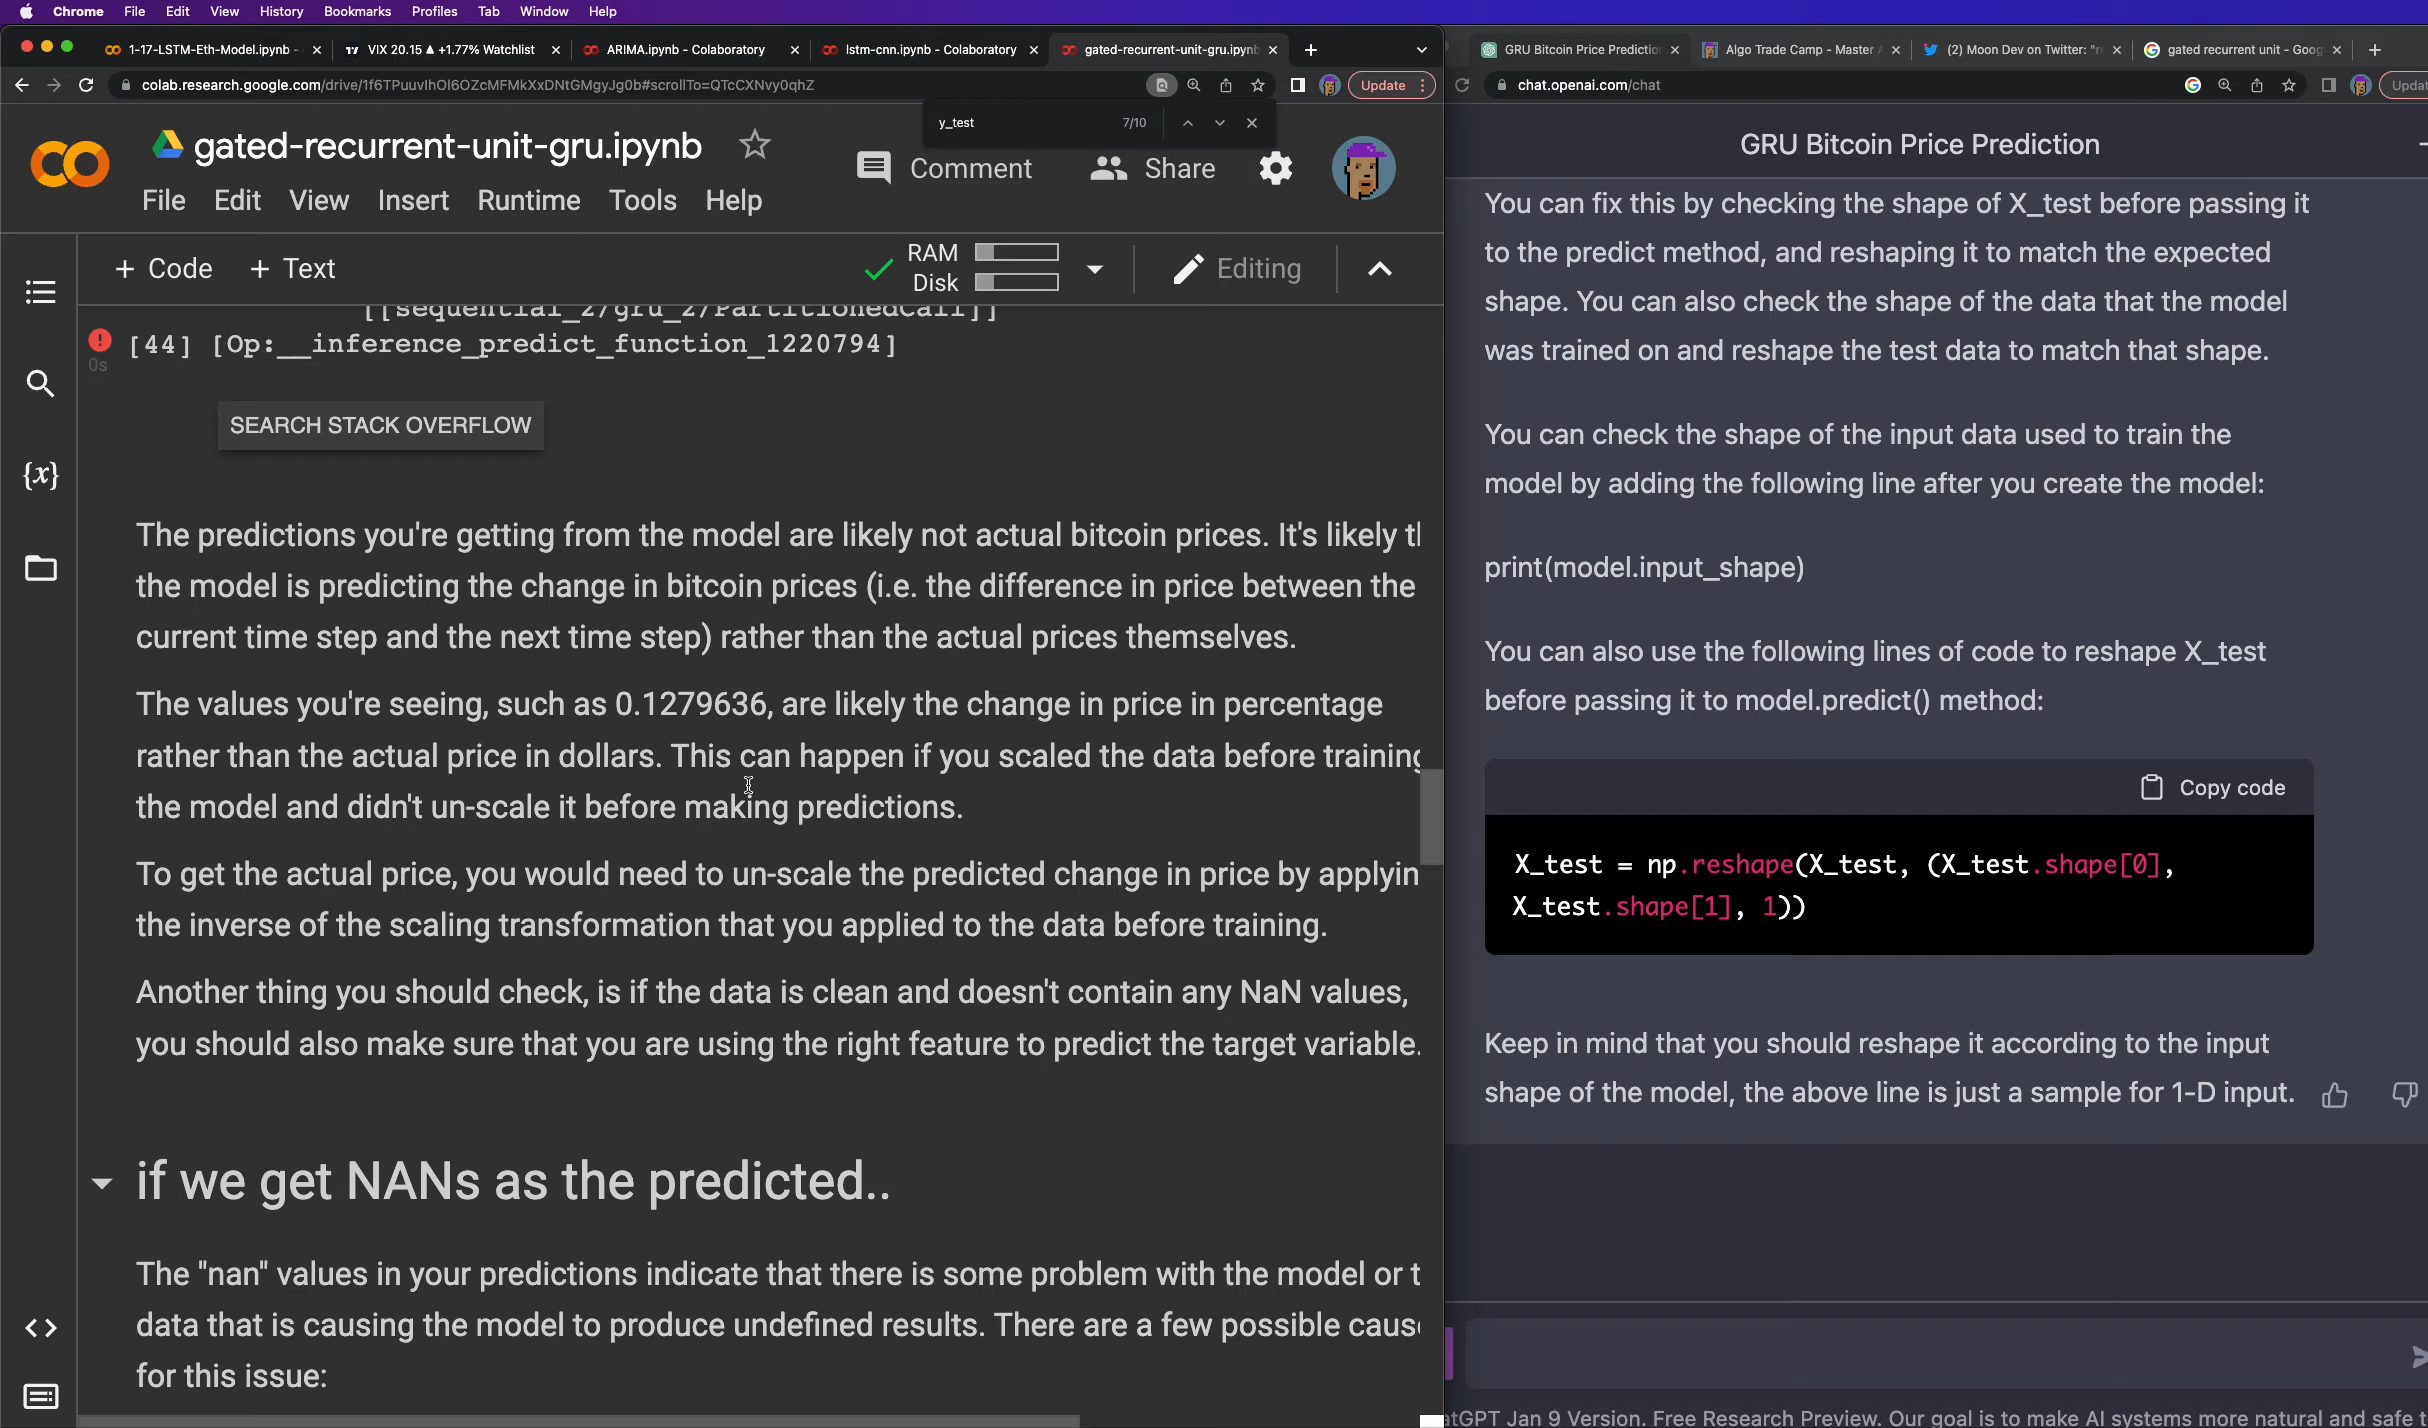 Chrome File Edit View History Bookmarks Profiles Tab Window Help
1-17-LSTM-Eth-Model.ipynb -
VIX 20.15 ▲ +1.77% Watchlist
ARIMA.ipynb - Colaboratory
lstm-cnn.ipynb - Colaboratory
gated-recurrent-unit-gru.ipynb
colab.research.google.com/drive/1f6TPuuvIhOl6OZcMFMkXxDNtGMgyJg0b#scrollTo=QTcCXNvy0qhZ
Update
y_test 7/10
gated-recurrent-unit-gru.ipynb
Comment Share
File Edit View Insert Runtime Tools Help
+ Code + Text
RAM
Disk
Editing
[[sequential_2/gru_2/PartitionedCall]]
[44] [Op:__inference_predict_function_1220794]
0s
SEARCH STACK OVERFLOW
The predictions you're getting from the model are likely not actual bitcoin prices. It's likely
the model is predicting the change in bitcoin prices (i.e. the difference in price between the
current time step and the next time step) rather than the actual prices themselves.
The values you're seeing, such as 0.1279636, are likely the change in price in percentage
rather than the actual price in dollars. This can happen if you scaled the data before training
the model and didn't un-scale it before making predictions.
To get the actual price, you would need to un-scale the predicted change in price by applyin
the inverse of the scaling transformation that you applied to the data before training.
Another thing you should check, is if the data is clean and doesn't contain any NaN values,
you should also make sure that you are using the right feature to predict the target variable.
if we get NANs as the predicted..
The "nan" values in your predictions indicate that there is some problem with the model or t
data that is causing the model to produce undefined results. There are a few possible cause
for this issue:
{x}
<>
GRU Bitcoin Price Prediction
Algo Trade Camp - Master
(2) Moon Dev on Twitter: "re
gated recurrent unit - Goog
chat.openai.com/chat
Updat
GRU Bitcoin Price Prediction
You can fix this by checking the shape of X_test before passing it
to the predict method, and reshaping it to match the expected
shape. You can also check the shape of the data that the model
was trained on and reshape the test data to match that shape.
You can check the shape of the input data used to train the
model by adding the following line after you create the model:
print(model.input_shape)
You can also use the following lines of code to reshape X_test
before passing it to model.predict() method:
Copy code
X_test = np.reshape(X_test, (X_test.shape[0],
X_test.shape[1], 1))
Keep in mind that you should reshape it according to the input
shape of the model, the above line is just a sample for 1-D input.
atGPT Jan 9 Version. Free Research Preview. Our goal is to make AI systems more natural and safe t